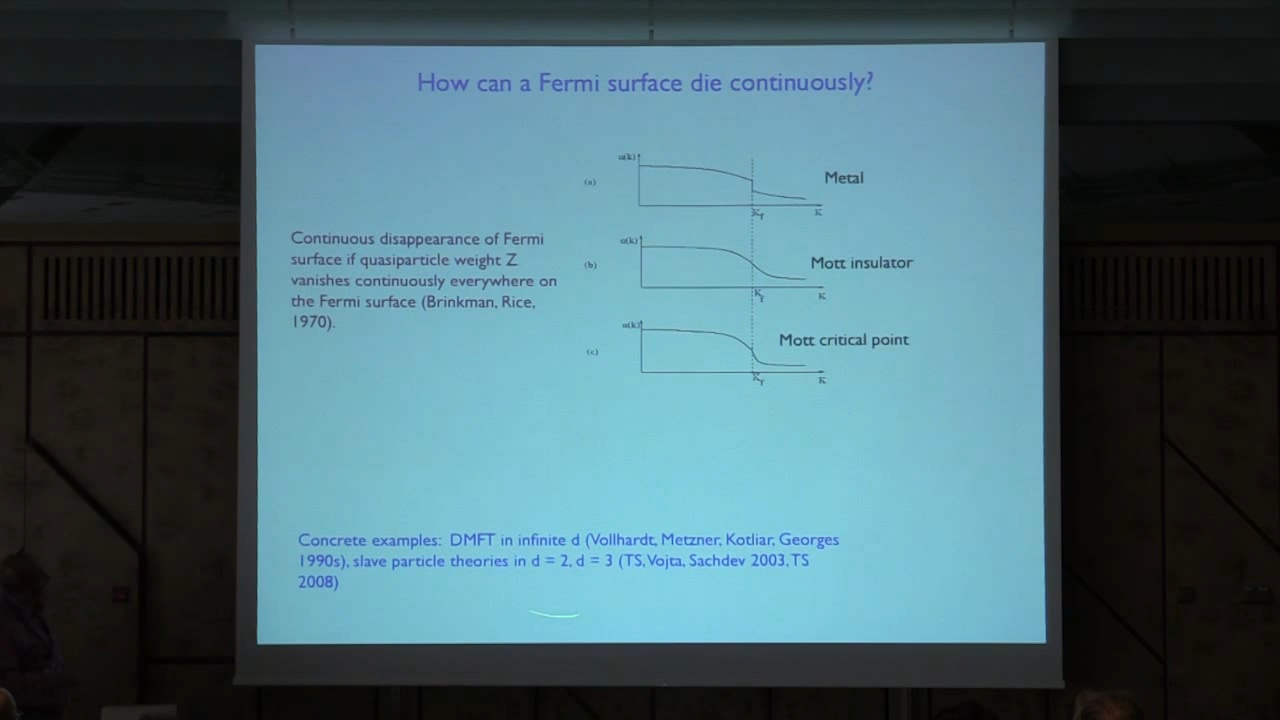 How can a Fermi surface die continuously?
n(k)
(a)
Metal
K_f
K
Continuous disappearance of Fermi
surface if quasiparticle weight Z
vanishes continuously everywhere on
the Fermi surface (Brinkman, Rice,
1970).
n(k)
(b)
Mott insulator
K_f
K
n(k)
(c)
Mott critical point
K_f
K
Concrete examples: DMFT in infinite d (Vollhardt, Metzner, Kotliar, Georges
1990s), slave particle theories in d = 2, d = 3 (TS, Vojta, Sachdev 2003, TS
2008)